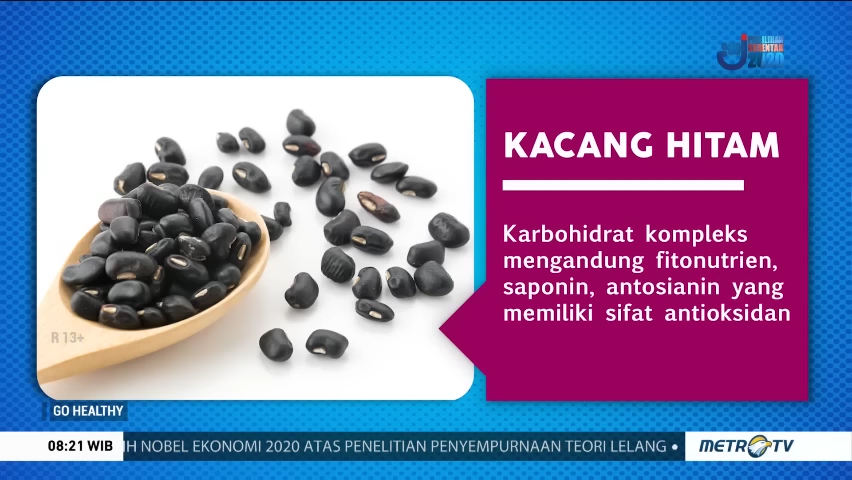 2020
KACANG HITAM
Karbohidrat kompleks
mengandung fitonutrien,
saponin, antosianin yang
memiliki sifat antioksidan
R 13+
GO HEALTHY
08:21 WIB
NOBEL EKONOMI 2020 ATAS PENELITIAN PENYEMPURNAAN TEORI LELANG •
METRO TV